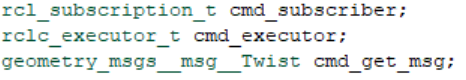 rcl_subscription_t cmd_subscriber;
rclc_executor_t cmd_executor;
geometry_msgs__msg__Twist cmd_get_msg;